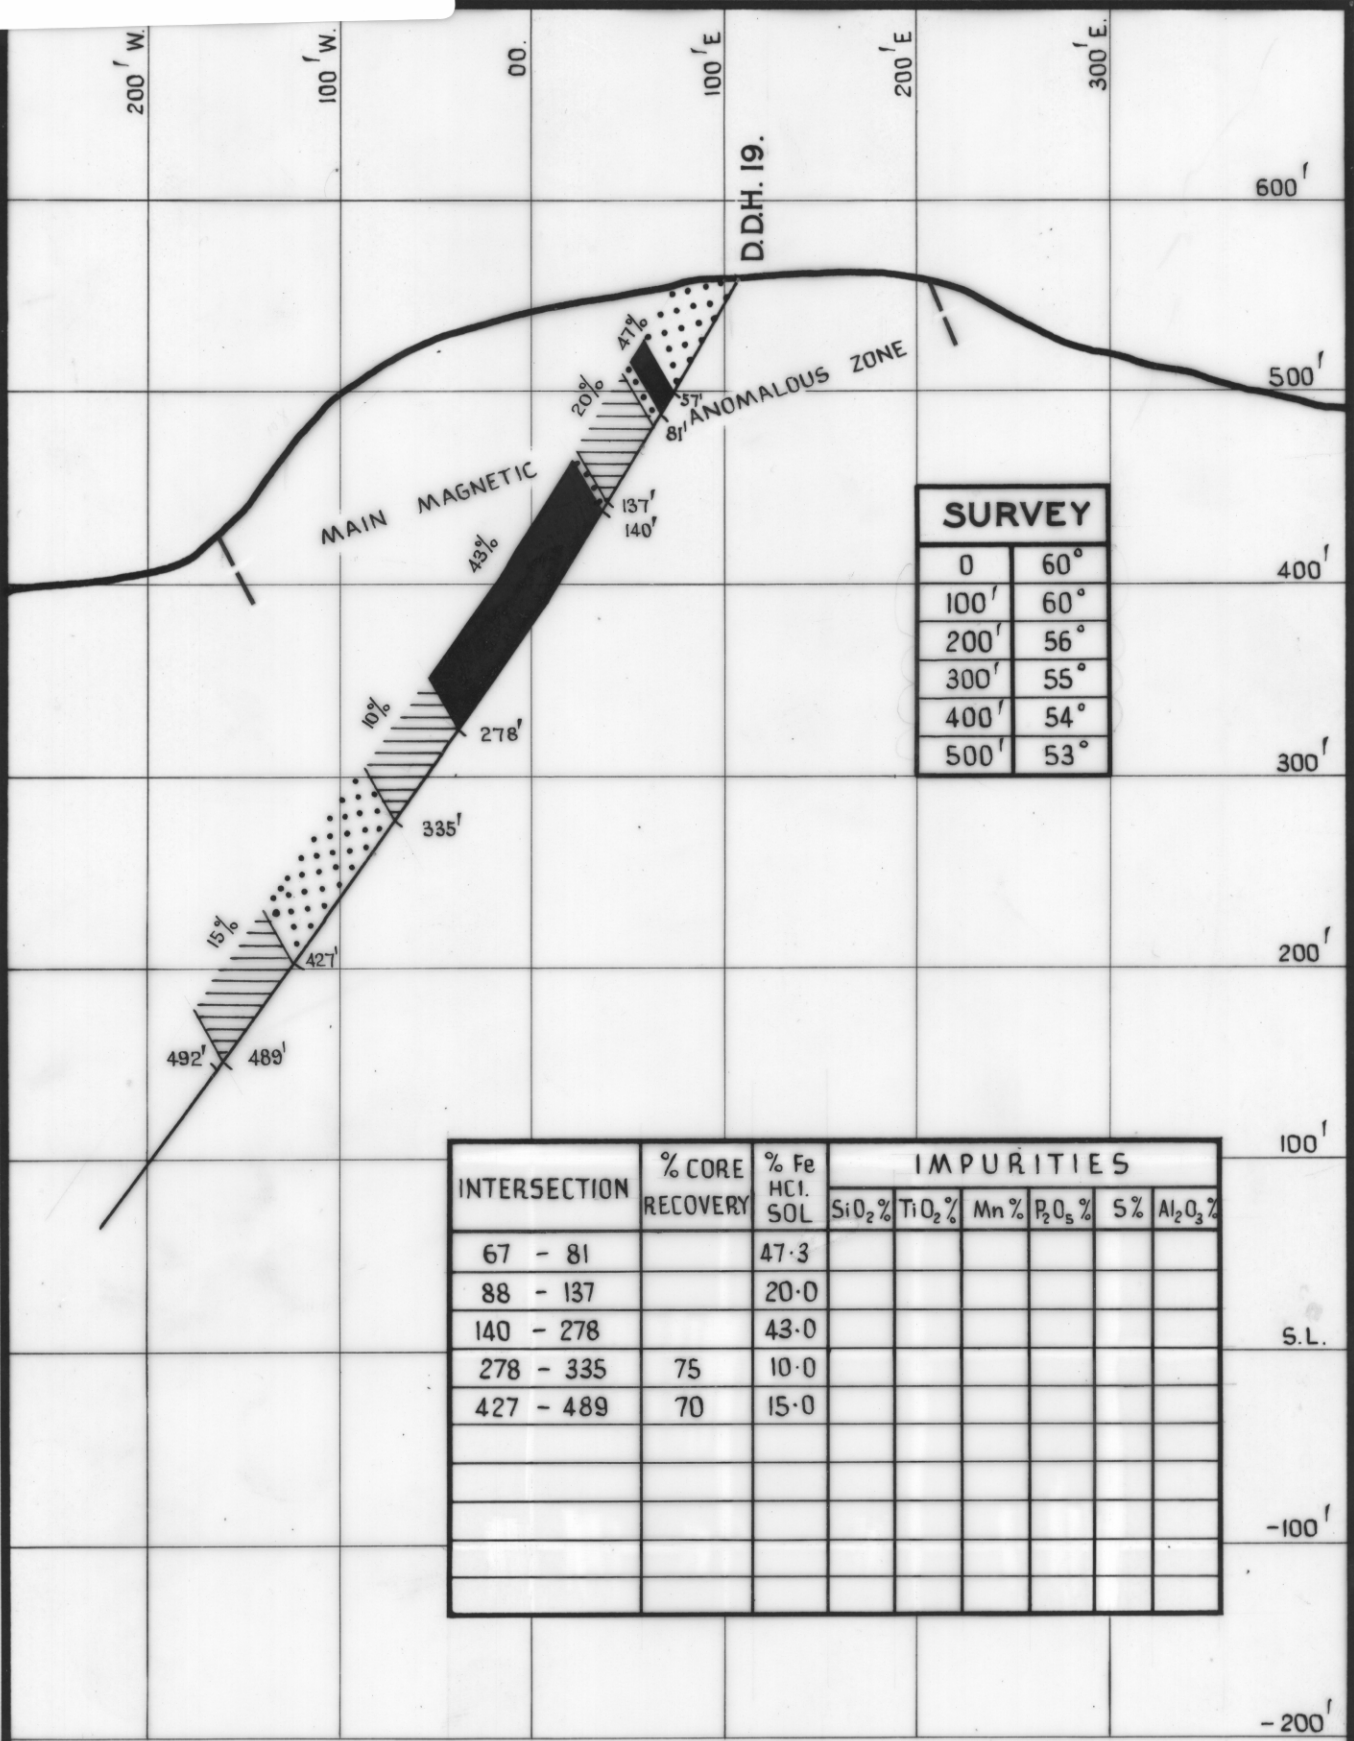 200' W.
100' W.
00.
100' E
200' E
300' E.
D.D.H. 19.
600'
500'
400'
300'
200'
100'
S.L.
-100'
-200'
47%
20%
43%
10%
15%
57'
81'
137'
140'
278'
335'
427'
489'
492'
MAIN MAGNETIC ANOMALOUS ZONE
SURVEY
0 60°
100' 60°
200' 56°
300' 55°
400' 54°
500' 53°
INTERSECTION % CORE RECOVERY % Fe HCl. SOL IMPURITIES
SiO₂% TiO₂% Mn% P₂O₅% S% Al₂O₃%
67 - 81 47·3
88 - 137 20·0
140 - 278 43·0
278 - 335 75 10·0
427 - 489 70 15·0